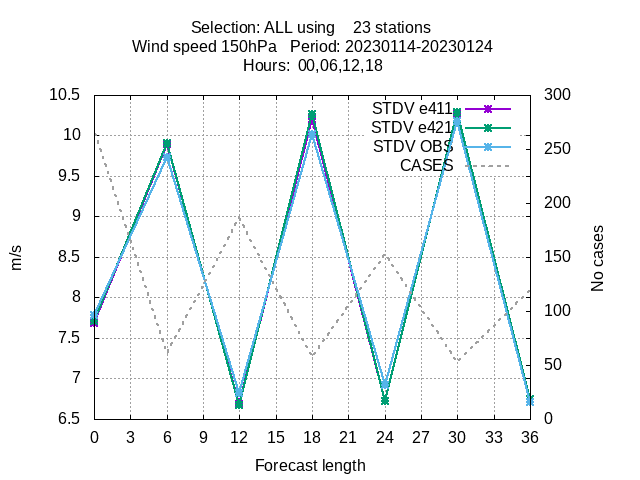 Selection: ALL using    23 stations
Wind speed 150hPa   Period: 20230114-20230124
Hours:  00,06,12,18
STDV e411
STDV e421
STDV OBS
CASES
10.5
10
9.5
9
8.5
8
7.5
7
6.5
m/s
300
250
200
150
100
50
0
No cases
0 3 6 9 12 15 18 21 24 27 30 33 36
Forecast length